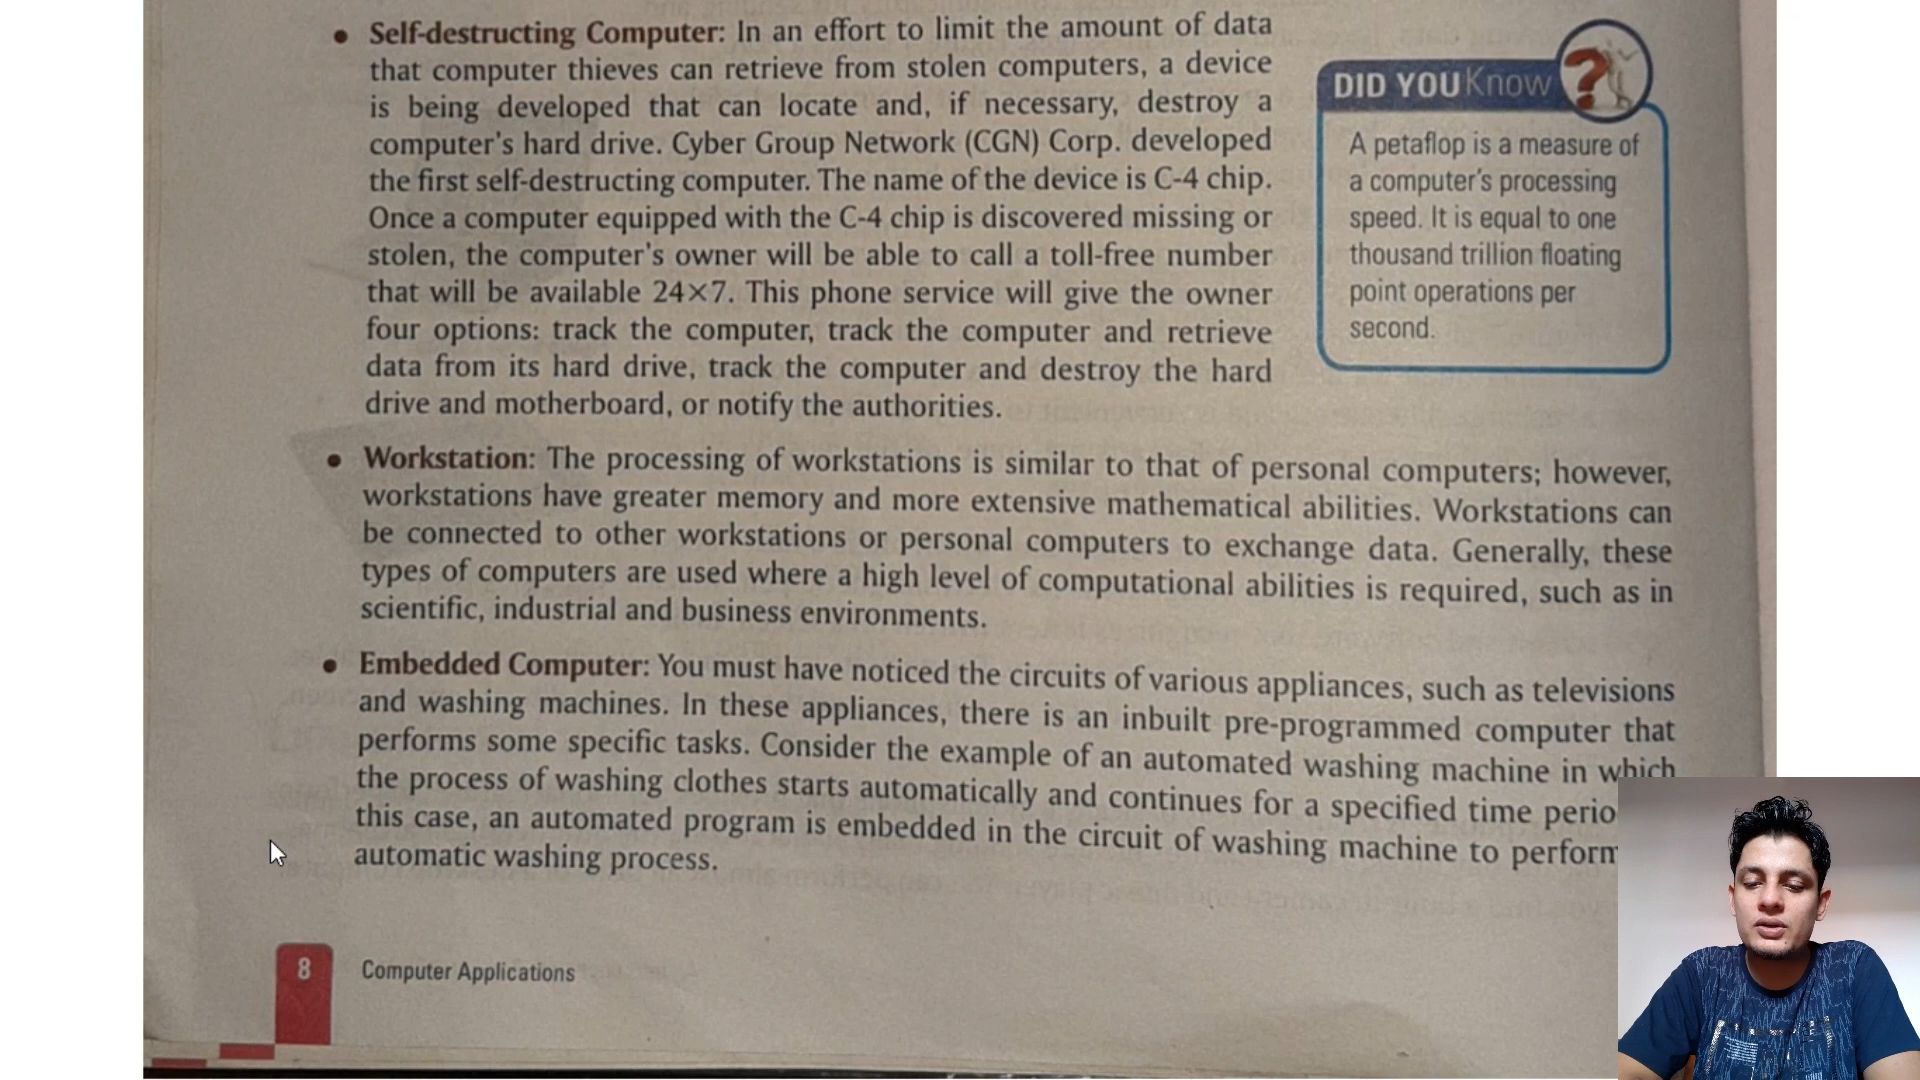 • Self-destructing Computer: In an effort to limit the amount of data
that computer thieves can retrieve from stolen computers, a device
is being developed that can locate and, if necessary, destroy a
computer's hard drive. Cyber Group Network (CGN) Corp. developed
the first self-destructing computer. The name of the device is C-4 chip.
Once a computer equipped with the C-4 chip is discovered missing or
stolen, the computer's owner will be able to call a toll-free number
that will be available 24×7. This phone service will give the owner
four options: track the computer, track the computer and retrieve
data from its hard drive, track the computer and destroy the hard
drive and motherboard, or notify the authorities.
DID YOU Know ?
A petaflop is a measure of
a computer's processing
speed. It is equal to one
thousand trillion floating
point operations per
second.
• Workstation: The processing of workstations is similar to that of personal computers; however,
workstations have greater memory and more extensive mathematical abilities. Workstations can
be connected to other workstations or personal computers to exchange data. Generally, these
types of computers are used where a high level of computational abilities is required, such as in
scientific, industrial and business environments.
• Embedded Computer: You must have noticed the circuits of various appliances, such as televisions
and washing machines. In these appliances, there is an inbuilt pre-programmed computer that
performs some specific tasks. Consider the example of an automated washing machine in which
the process of washing clothes starts automatically and continues for a specified time perio
this case, an automated program is embedded in the circuit of washing machine to perform
automatic washing process.
8 Computer Applications